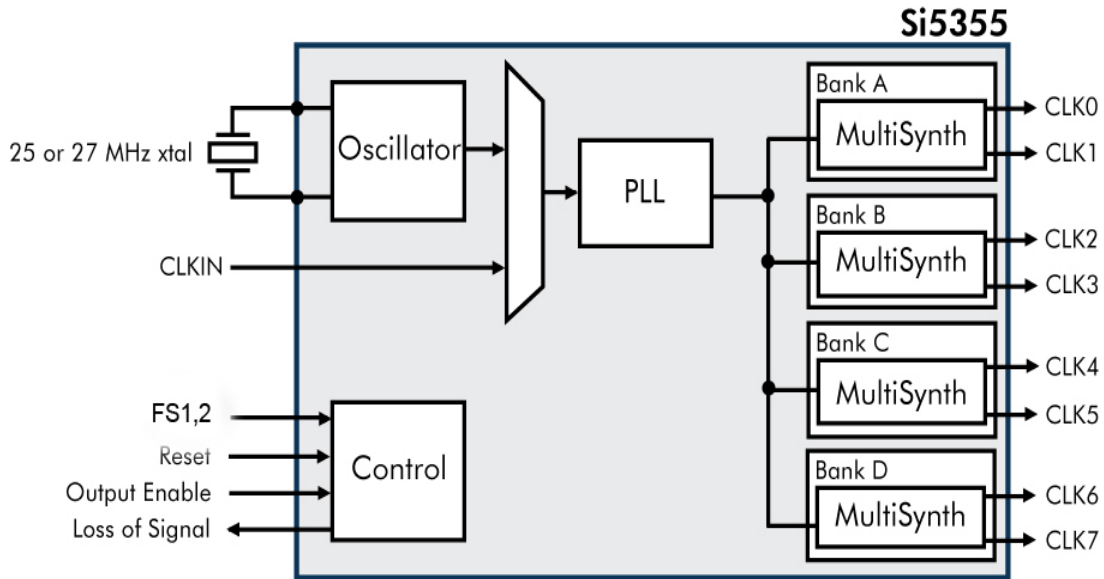 Si5355
Bank A
MultiSynth
CLK0
CLK1
25 or 27 MHz xtal
Oscillator
PLL
Bank B
MultiSynth
CLK2
CLK3
CLKIN
Bank C
MultiSynth
CLK4
CLK5
FS1,2
Reset
Output Enable
Loss of Signal
Control
Bank D
MultiSynth
CLK6
CLK7